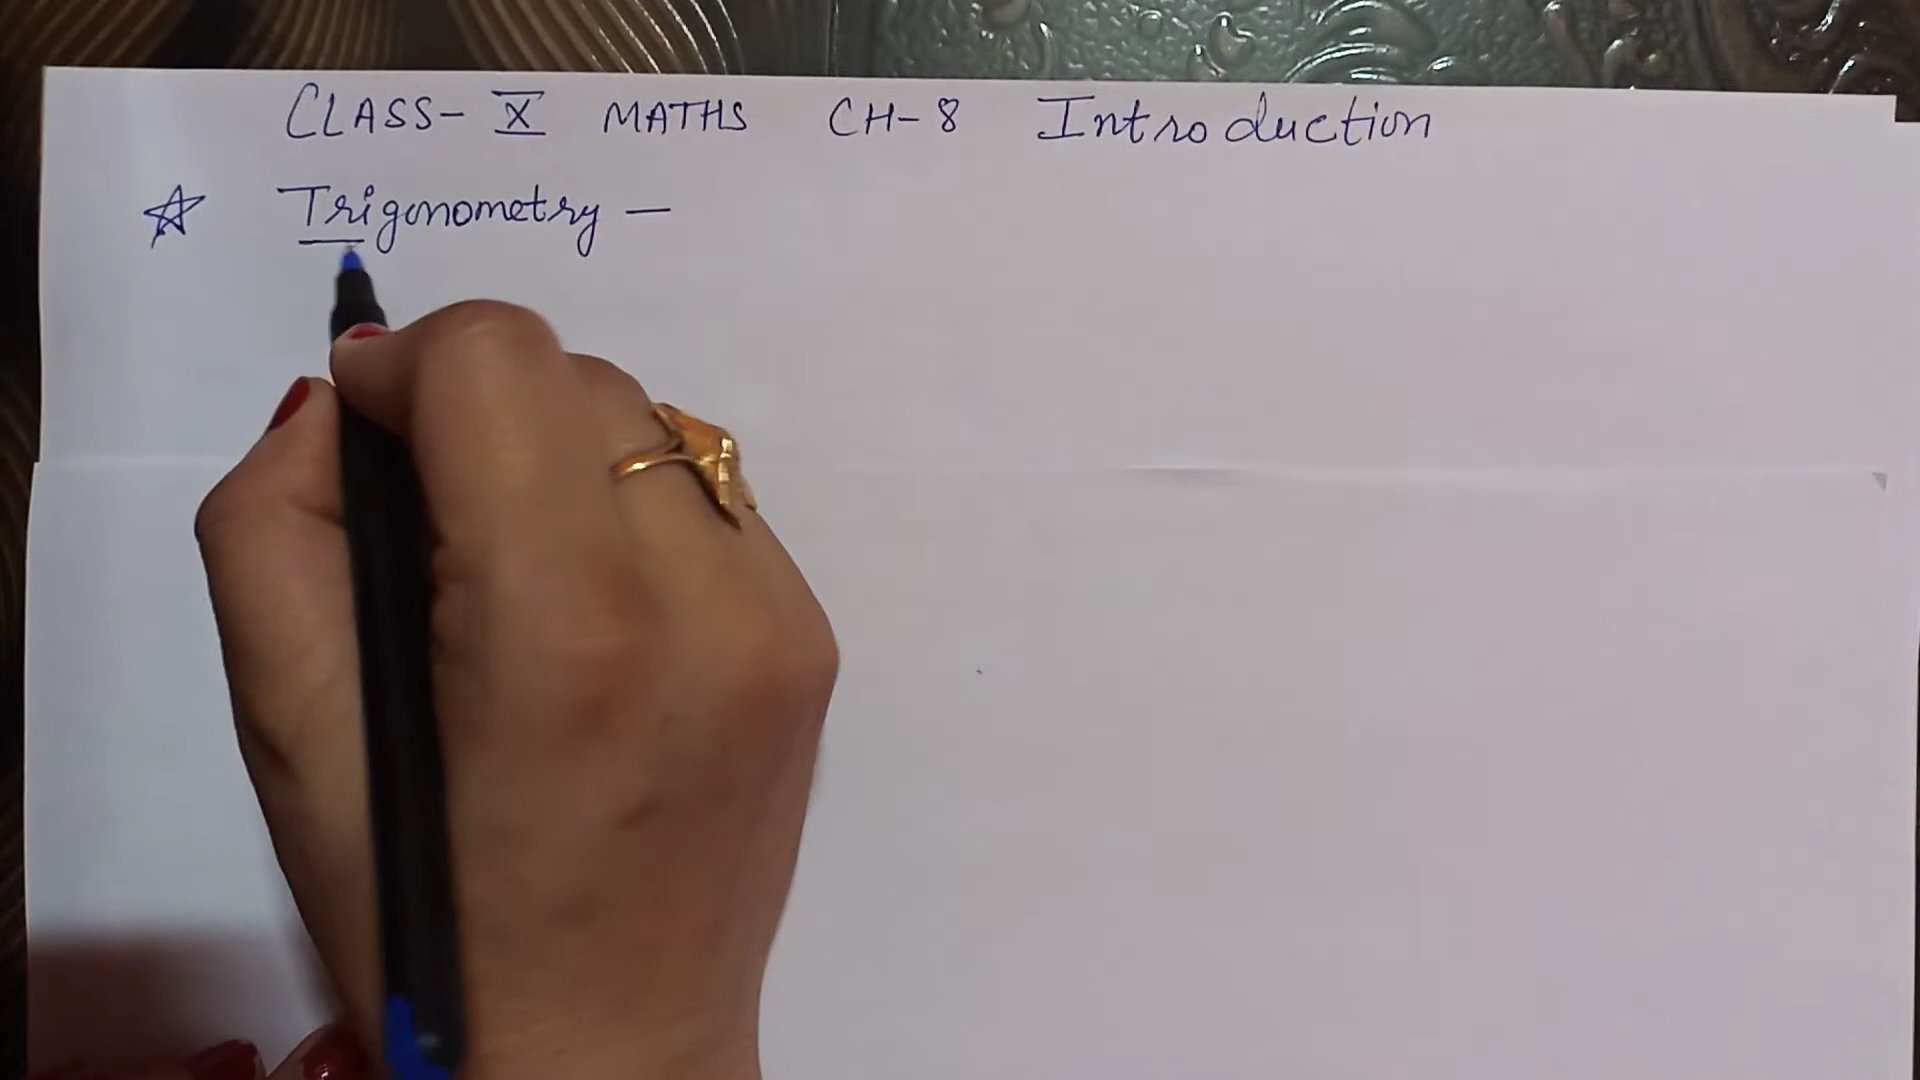 CLASS- X MATHS CH-8 Introduction
☆ Trigonometry —